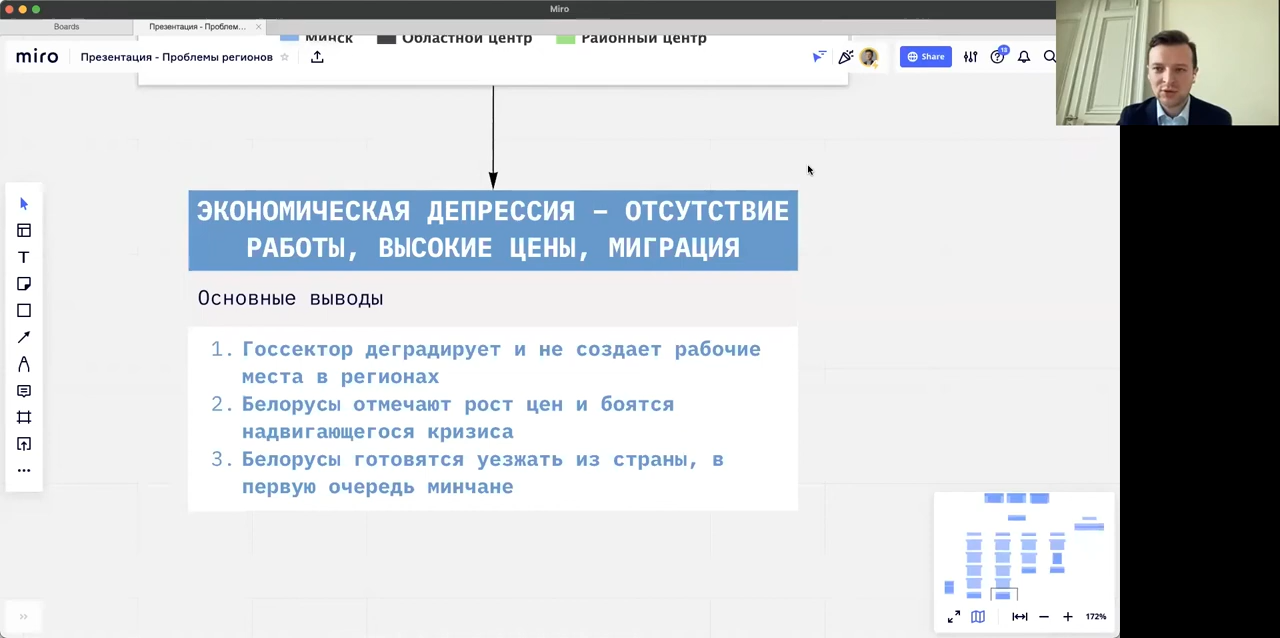 Miro
Boards
Презентация - Проблем...
Минск
Областной центр
Районный центр
miro
Презентация - Проблемы регионов
Share
13
ЭКОНОМИЧЕСКАЯ ДЕПРЕССИЯ – ОТСУТСТВИЕ
РАБОТЫ, ВЫСОКИЕ ЦЕНЫ, МИГРАЦИЯ
Основные выводы
1. Госсектор деградирует и не создает рабочие
места в регионах
2. Белорусы отмечают рост цен и боятся
надвигающегося кризиса
3. Белорусы готовятся уезжать из страны, в
первую очередь минчане
172%